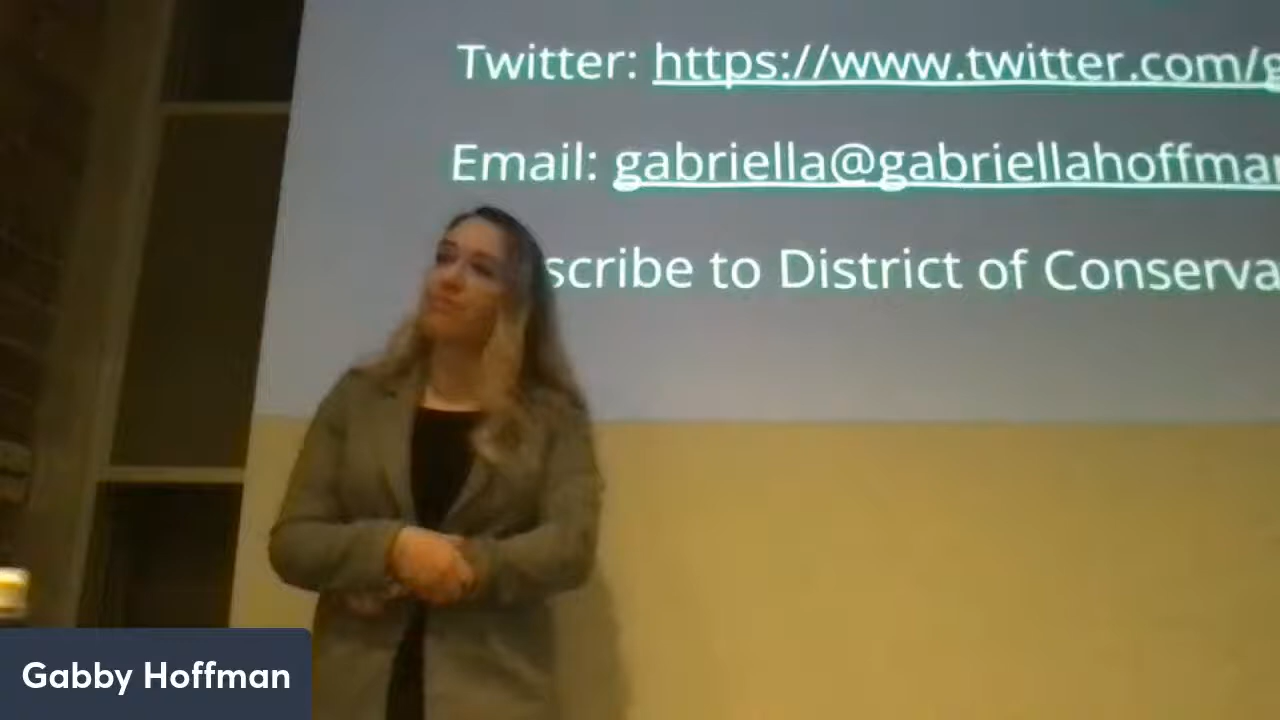 Twitter: https://www.twitter.com/g
Email: gabriella@gabriellahoffma
scribe to District of Conserva
Gabby Hoffman